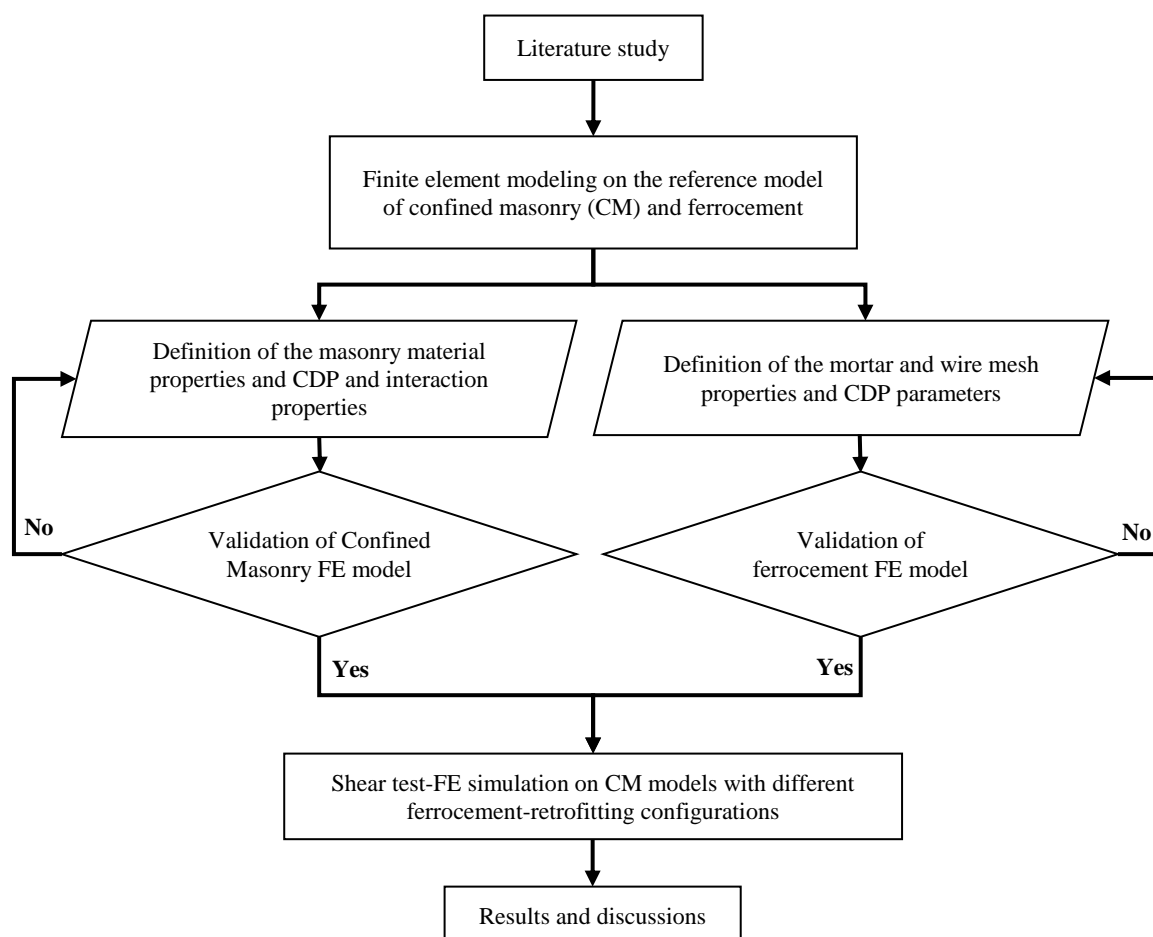 Literature study
Finite element modeling on the reference model
of confined masonry (CM) and ferrocement
Definition of the masonry material
properties and CDP and interaction
properties
Definition of the mortar and wire mesh
properties and CDP parameters
No
Validation of Confined
Masonry FE model
Validation of
ferrocement FE model
No
Yes
Yes
Shear test-FE simulation on CM models with different
ferrocement-retrofitting configurations
Results and discussions